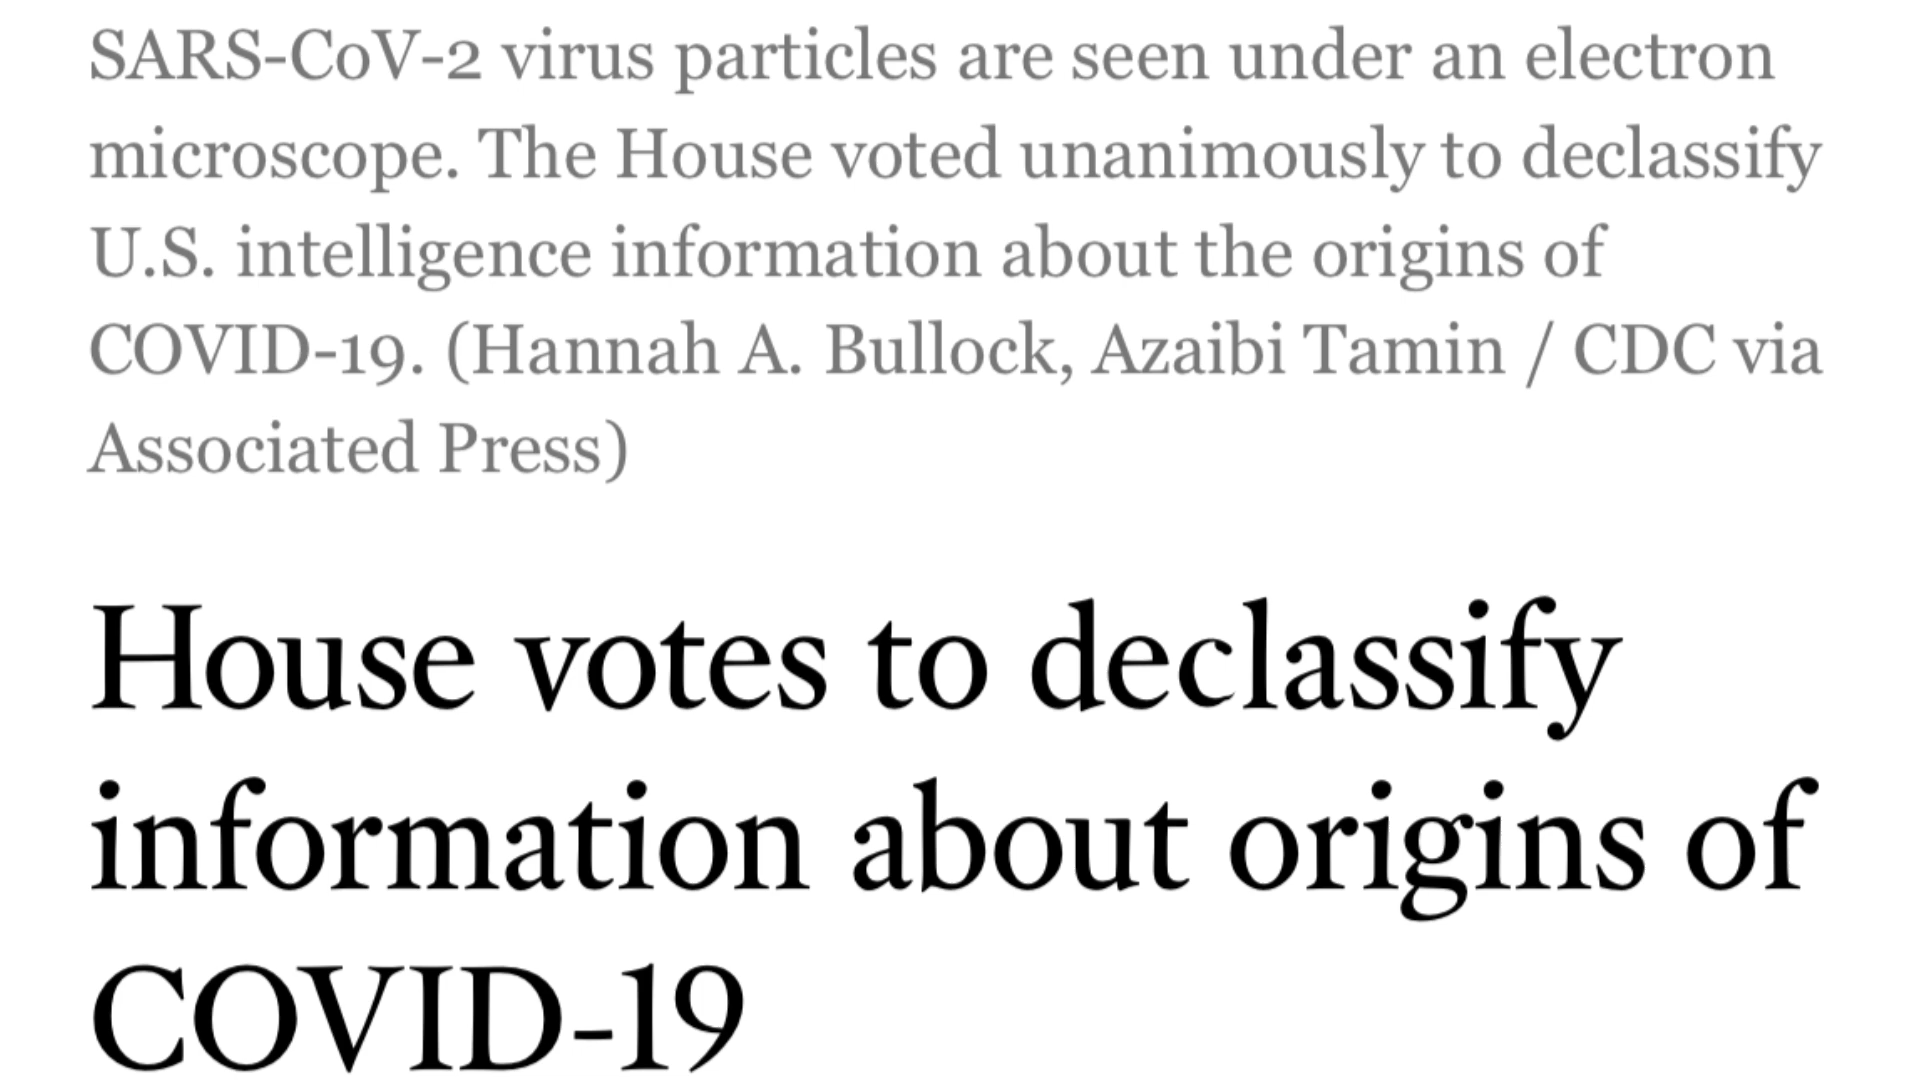 SARS-CoV-2 virus particles are seen under an electron
microscope. The House voted unanimously to declassify
U.S. intelligence information about the origins of
COVID-19. (Hannah A. Bullock, Azaibi Tamin / CDC via
Associated Press)
House votes to declassify
information about origins of
COVID-19